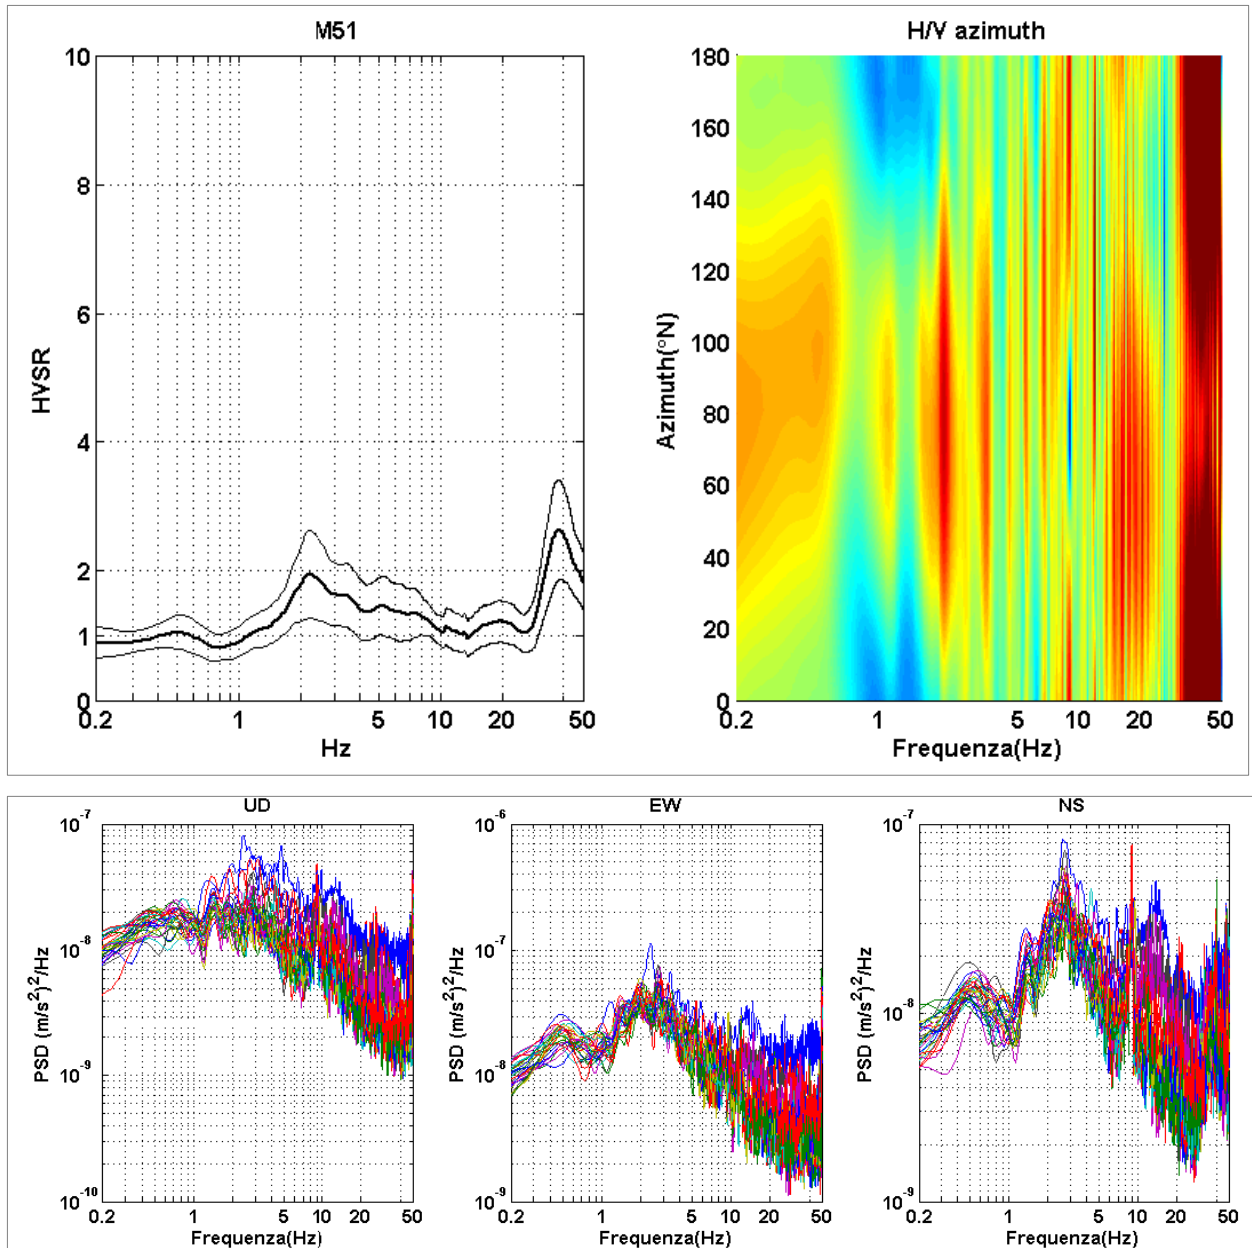 M51
10
8
6
4
2
1
0
HVSR
0.2 1 5 10 20 50
Hz
H/V azimuth
180
160
140
120
100
80
60
40
20
0
Azimuth(°N)
0.2 1 5 10 20 50
Frequenza(Hz)
UD
10^-7
10^-8
10^-9
10^-10
PSD (m/s^2)^2/Hz
0.2 1 5 10 20 50
Frequenza(Hz)
EW
10^-6
10^-7
10^-8
10^-9
PSD (m/s^2)^2/Hz
0.2 1 5 10 20 50
Frequenza(Hz)
NS
10^-7
10^-8
10^-9
PSD (m/s^2)^2/Hz
0.2 1 5 10 20 50
Frequenza(Hz)